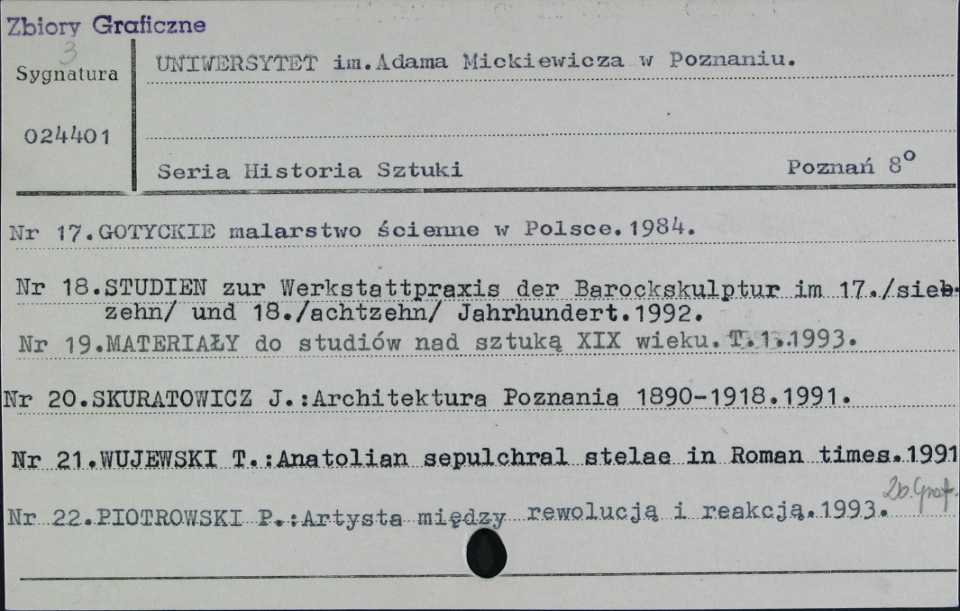 Zbiory Graficzne
3
Sygnatura
024401
UNIWERSYTET im.Adama Mickiewicza w Poznaniu.
Seria Historia Sztuki Poznań 8°
Nr 17.GOTYCKIE malarstwo ścienne w Polsce.1984.
Nr 18.STUDIEN zur Werkstattpraxis der Barockskulptur im 17./sieb-
zehn/ und 18./achtzehn/ Jahrhundert.1992.
Nr 19.MATERIAŁY do studiów nad sztuką XIX wieku.T.1.1993.
Nr 20.SKURATOWICZ J.:Architektura Poznania 1890-1918.1991.
Nr 21.WUJEWSKI T.:Anatolian sepulchral stelae in Roman times.1991
Zb.Graf.
Nr 22.PIOTROWSKI P.:Artysta między rewolucją i reakcją.1993.